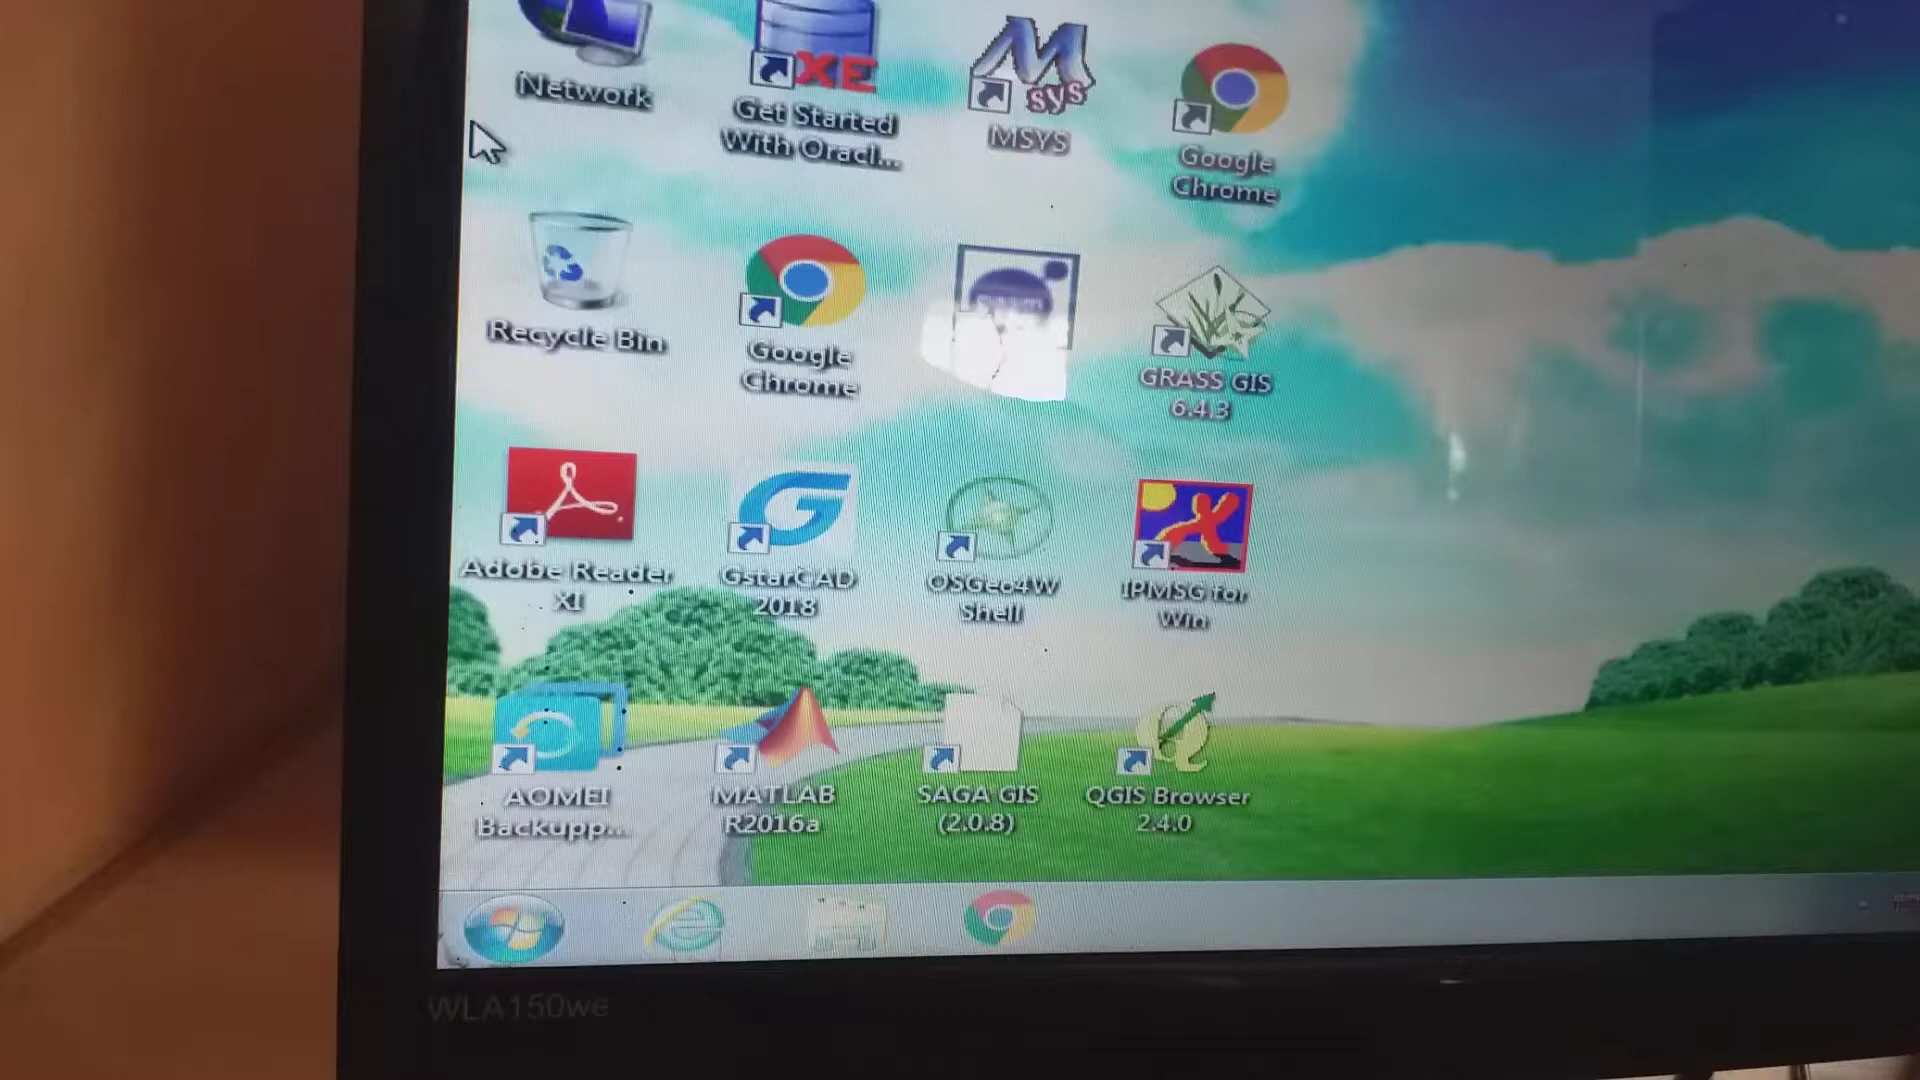 Network
XE
Get Started
With Oracl...
M
sys
MSYS
Google
Chrome
Recycle Bin
Google
Chrome
GRASS GIS
6.4.3
Adobe Reader
XI
GstarCAD
2018
OSGeo4W
Shell
IPMSG for
Win
AOMEI
Backupp...
MATLAB
R2016a
SAGA GIS
(2.0.8)
QGIS Browser
2.4.0
WLA150we